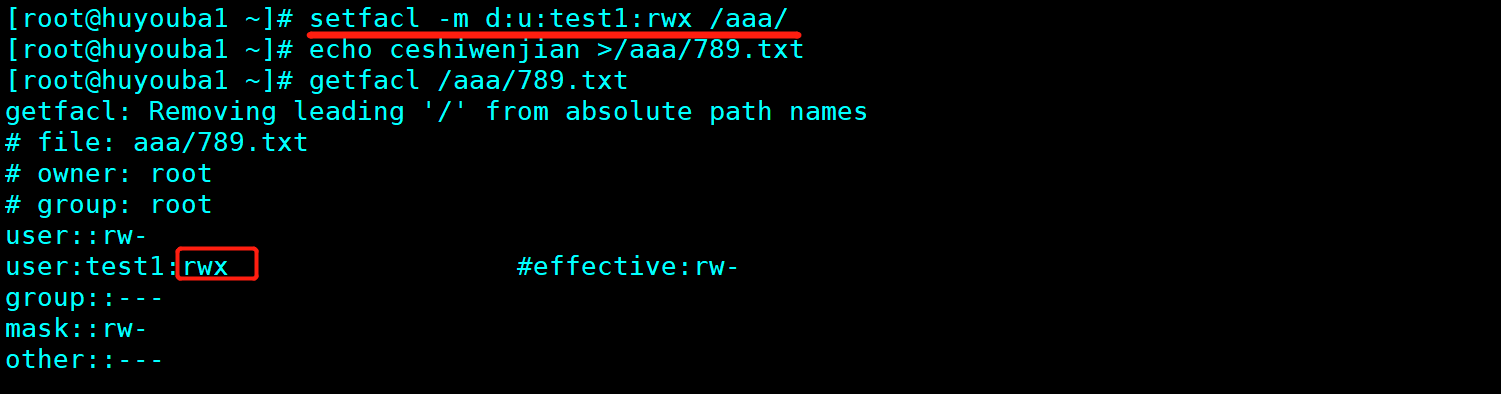 [root@huyouba1 ~]# setfacl -m d:u:test1:rwx /aaa/
[root@huyouba1 ~]# echo ceshiwenjian >/aaa/789.txt
[root@huyouba1 ~]# getfacl /aaa/789.txt
getfacl: Removing leading '/' from absolute path names
# file: aaa/789.txt
# owner: root
# group: root
user::rw-
user:test1:rwx #effective:rw-
group::---
mask::rw-
other::---